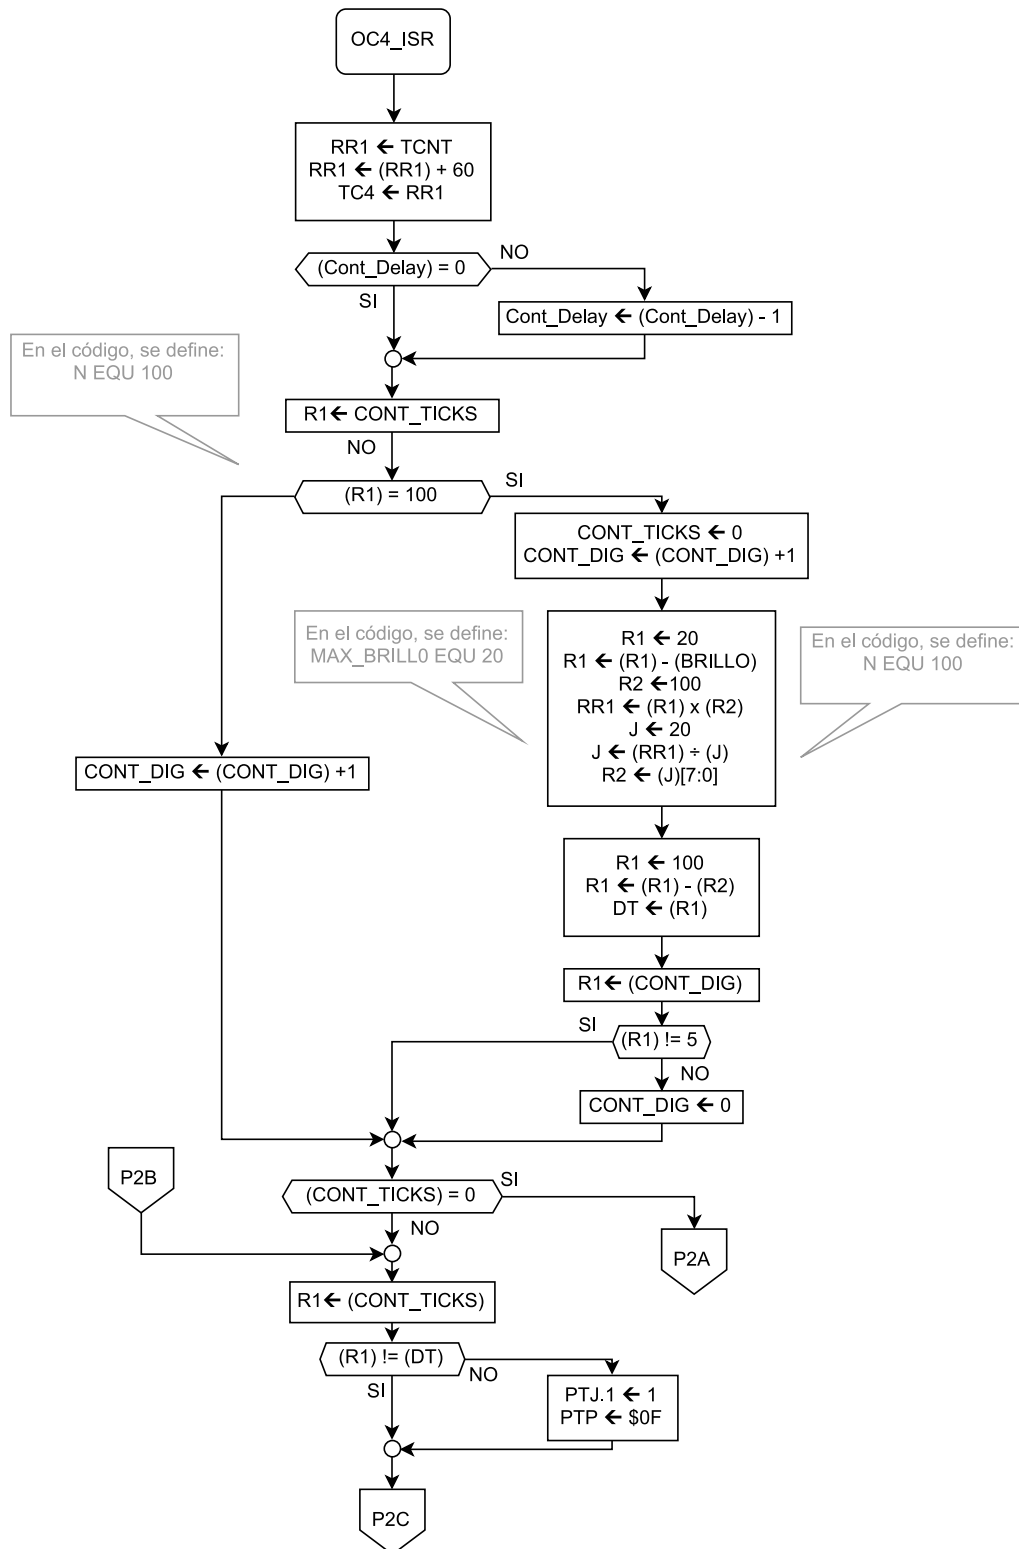 OC4_ISR
RR1 ← TCNT
RR1 ← (RR1) + 60
TC4 ← RR1
(Cont_Delay) = 0
NO
SI
Cont_Delay ← (Cont_Delay) - 1
En el código, se define:
N EQU 100
R1← CONT_TICKS
NO
(R1) = 100
SI
CONT_TICKS ← 0
CONT_DIG ← (CONT_DIG) +1
En el código, se define:
MAX_BRILL0 EQU 20
R1 ← 20
R1 ← (R1) - (BRILLO)
R2 ←100
RR1 ← (R1) x (R2)
J ← 20
J ← (RR1) ÷ (J)
R2 ← (J)[7:0]
En el código, se define:
N EQU 100
CONT_DIG ← (CONT_DIG) +1
R1 ← 100
R1 ← (R1) - (R2)
DT ← (R1)
R1← (CONT_DIG)
SI
(R1) != 5
NO
CONT_DIG ← 0
P2B
(CONT_TICKS) = 0
SI
NO
P2A
R1← (CONT_TICKS)
(R1) != (DT)
NO
SI
PTJ.1 ← 1
PTP ← $0F
P2C